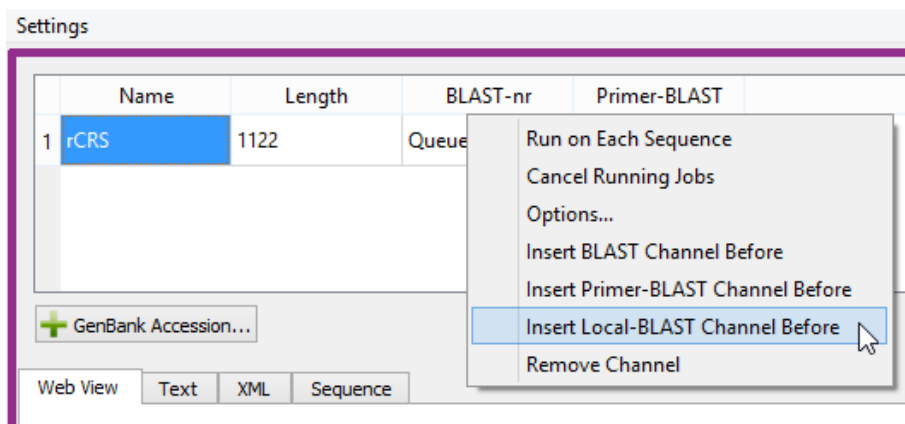 Settings
Name Length BLAST-nr Primer-BLAST
1 rCRS 1122 Queue
Run on Each Sequence
Cancel Running Jobs
Options...
Insert BLAST Channel Before
Insert Primer-BLAST Channel Before
Insert Local-BLAST Channel Before
Remove Channel
GenBank Accession...
Web View Text XML Sequence